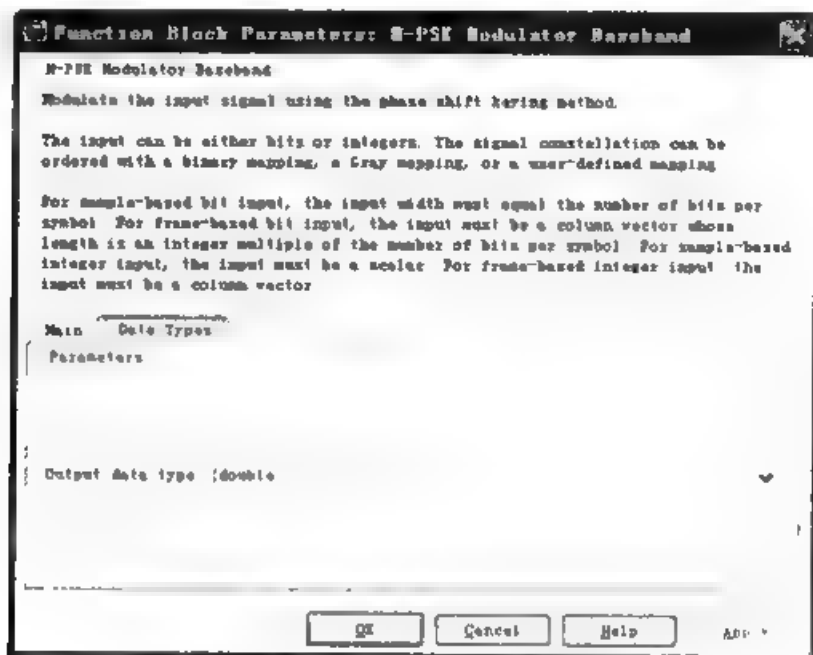 Function Block Parameters: M-PSK Modulator Baseband
M-PSK Modulator Baseband
Modulate the input signal using the phase shift keying method.
The input can be either bits or integers. The signal constellation can be
ordered with a binary mapping, a Gray mapping, or a user-defined mapping
For sample-based bit input, the input width must equal the number of bits per
symbol For frame-based bit input, the input must be a column vector whose
length is an integer multiple of the number of bits per symbol For sample-based
integer input, the input must be a scalar For frame-based integer input the
input must be a column vector
Main Data Types
Parameters
Output data type double
OK Cancel Help